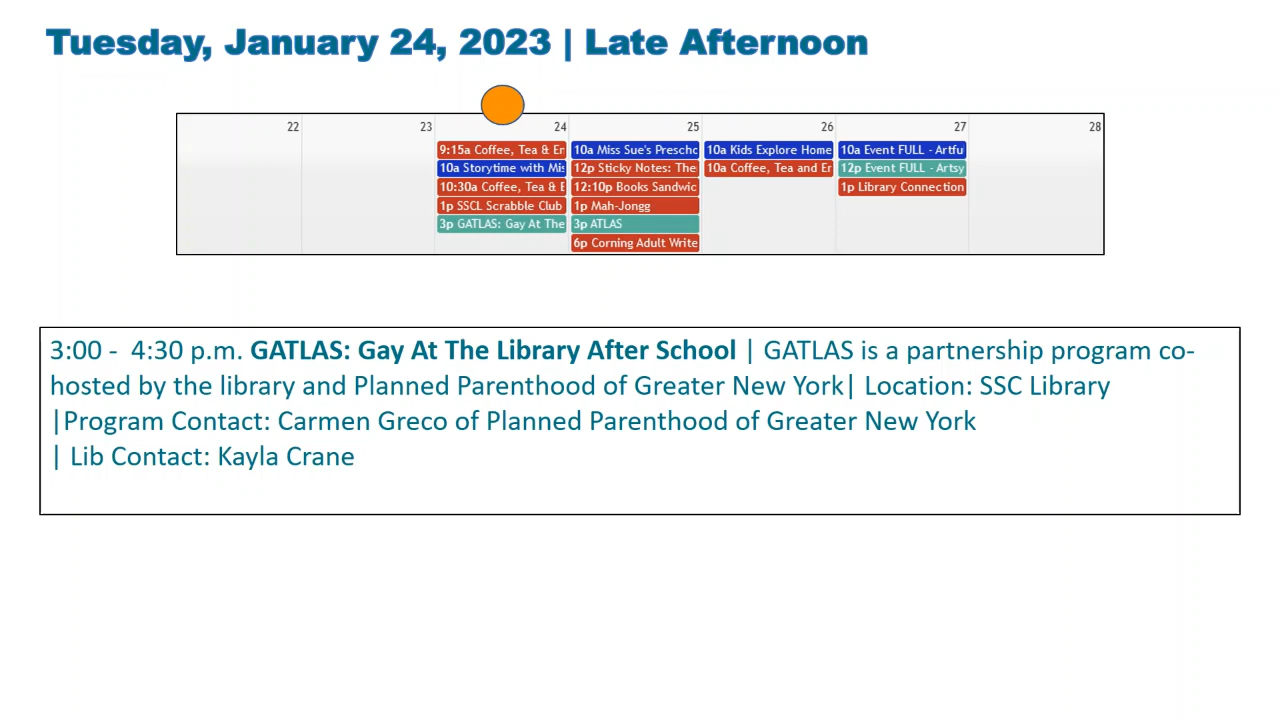 Tuesday, January 24, 2023 | Late Afternoon
22 23 24 25 26 27 28
9:15a Coffee, Tea & En
10a Storytime with Mis
10:30a Coffee, Tea & E
1p SSCL Scrabble Club
3p GATLAS: Gay At The
10a Miss Sue's Prescho
12p Sticky Notes: The
12:10p Books Sandwic
1p Mah-Jongg
3p ATLAS
6p Corning Adult Write
10a Kids Explore Home
10a Coffee, Tea and Er
10a Event FULL - Artfu
12p Event FULL - Artsy
1p Library Connection
3:00 - 4:30 p.m. GATLAS: Gay At The Library After School | GATLAS is a partnership program co-
hosted by the library and Planned Parenthood of Greater New York| Location: SSC Library
|Program Contact: Carmen Greco of Planned Parenthood of Greater New York
| Lib Contact: Kayla Crane